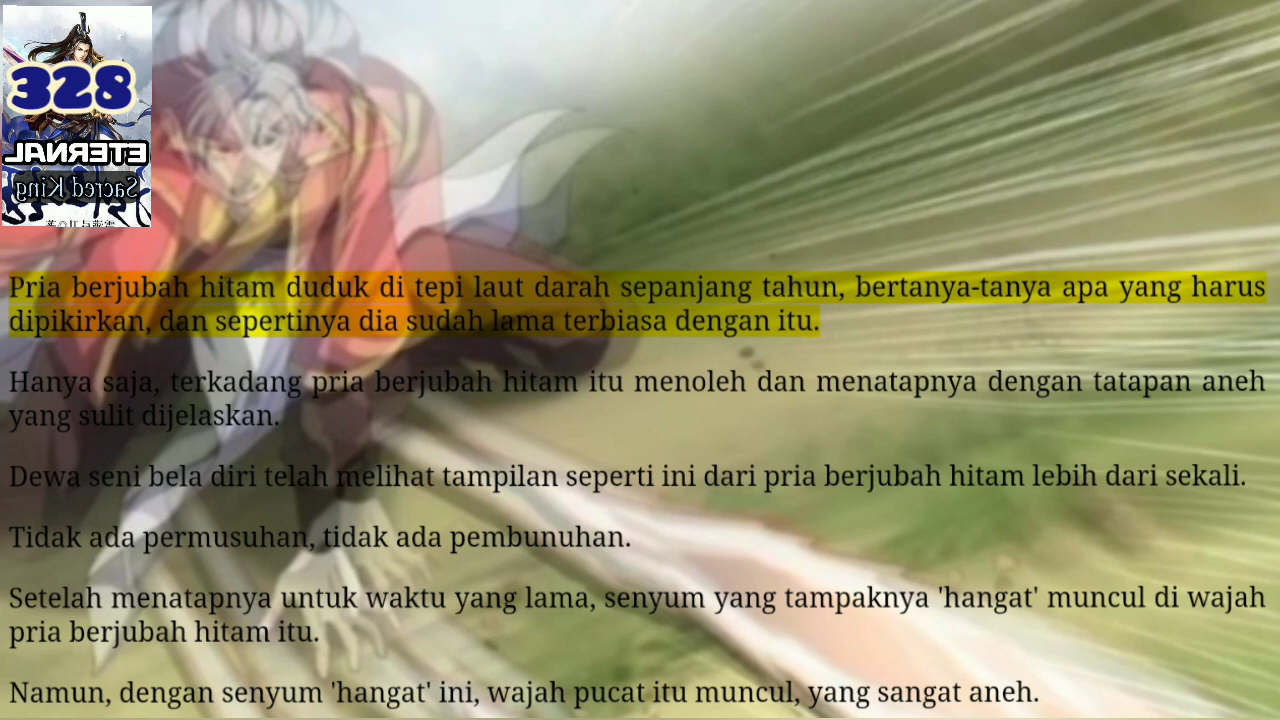 328
ETERNAL
Sacred King
Pria berjubah hitam duduk di tepi laut darah sepanjang tahun, bertanya-tanya apa yang harus
dipikirkan, dan sepertinya dia sudah lama terbiasa dengan itu.
Hanya saja, terkadang pria berjubah hitam itu menoleh dan menatapnya dengan tatapan aneh
yang sulit dijelaskan.
Dewa seni bela diri telah melihat tampilan seperti ini dari pria berjubah hitam lebih dari sekali.
Tidak ada permusuhan, tidak ada pembunuhan.
Setelah menatapnya untuk waktu yang lama, senyum yang tampaknya 'hangat' muncul di wajah
pria berjubah hitam itu.
Namun, dengan senyum 'hangat' ini, wajah pucat itu muncul, yang sangat aneh.